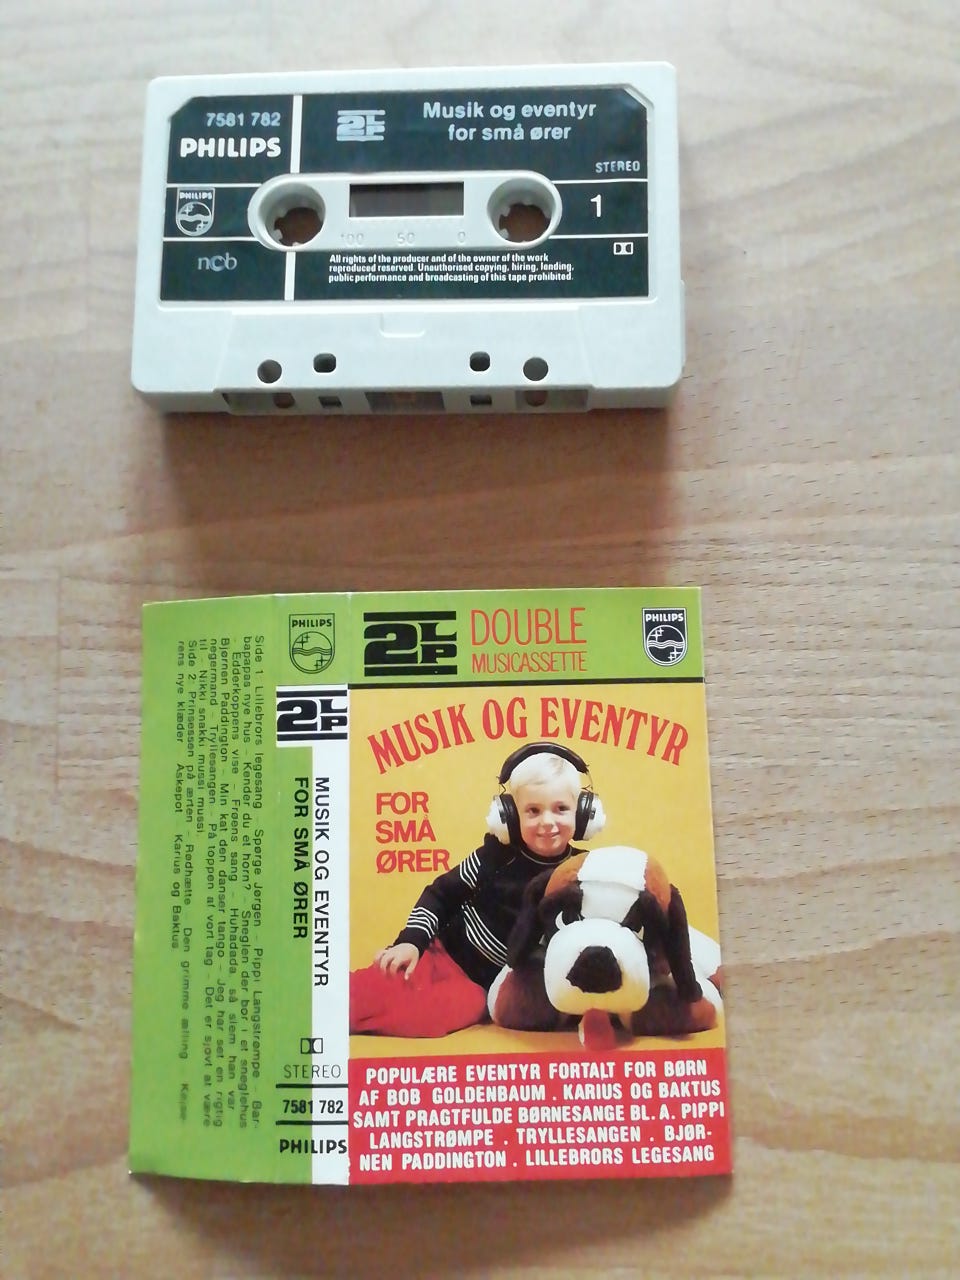 7581 782
PHILIPS
2LP
Musik og eventyr
for små ører
STEREO
PHILIPS
1
ncb
100 50 0
All rights of the producer and of the owner of the work
reproduced reserved. Unauthorised copying, hiring, lending,
public performance and broadcasting of this tape prohibited.
Side 1: Lillebrors legesang – Spørge Jørgen – Pippi Langstrømpe – Bar-
bapapas nye hus – Kender du et horn? – Sneglen der bor i et sneglehus
– Edderkoppens vise – Frøens sang – Huhadada, så slem han var
Bjørnen Paddington – Min kat den danser tango – Jeg har set en rigtig
negermand – Tryllesangen – På toppen af vort tag – Det er sjovt at være
til – Nikki snakki mussi mussi.
Side 2: Prinsessen på ærten – Rødhætte – Den grimme ælling Kejse-
rens nye klæder Askepot Karius og Baktus
PHILIPS
2LP
MUSIK OG EVENTYR
FOR SMÅ ØRER
STEREO
7581 782
PHILIPS
2LP
DOUBLE
MUSICASSETTE
PHILIPS
MUSIK OG EVENTYR
FOR
SMÅ
ØRER
POPULÆRE EVENTYR FORTALT FOR BØRN
AF BOB GOLDENBAUM . KARIUS OG BAKTUS
SAMT PRAGTFULDE BØRNESANGE BL. A. PIPPI
LANGSTRØMPE . TRYLLESANGEN . BJØR-
NEN PADDINGTON . LILLEBRORS LEGESANG